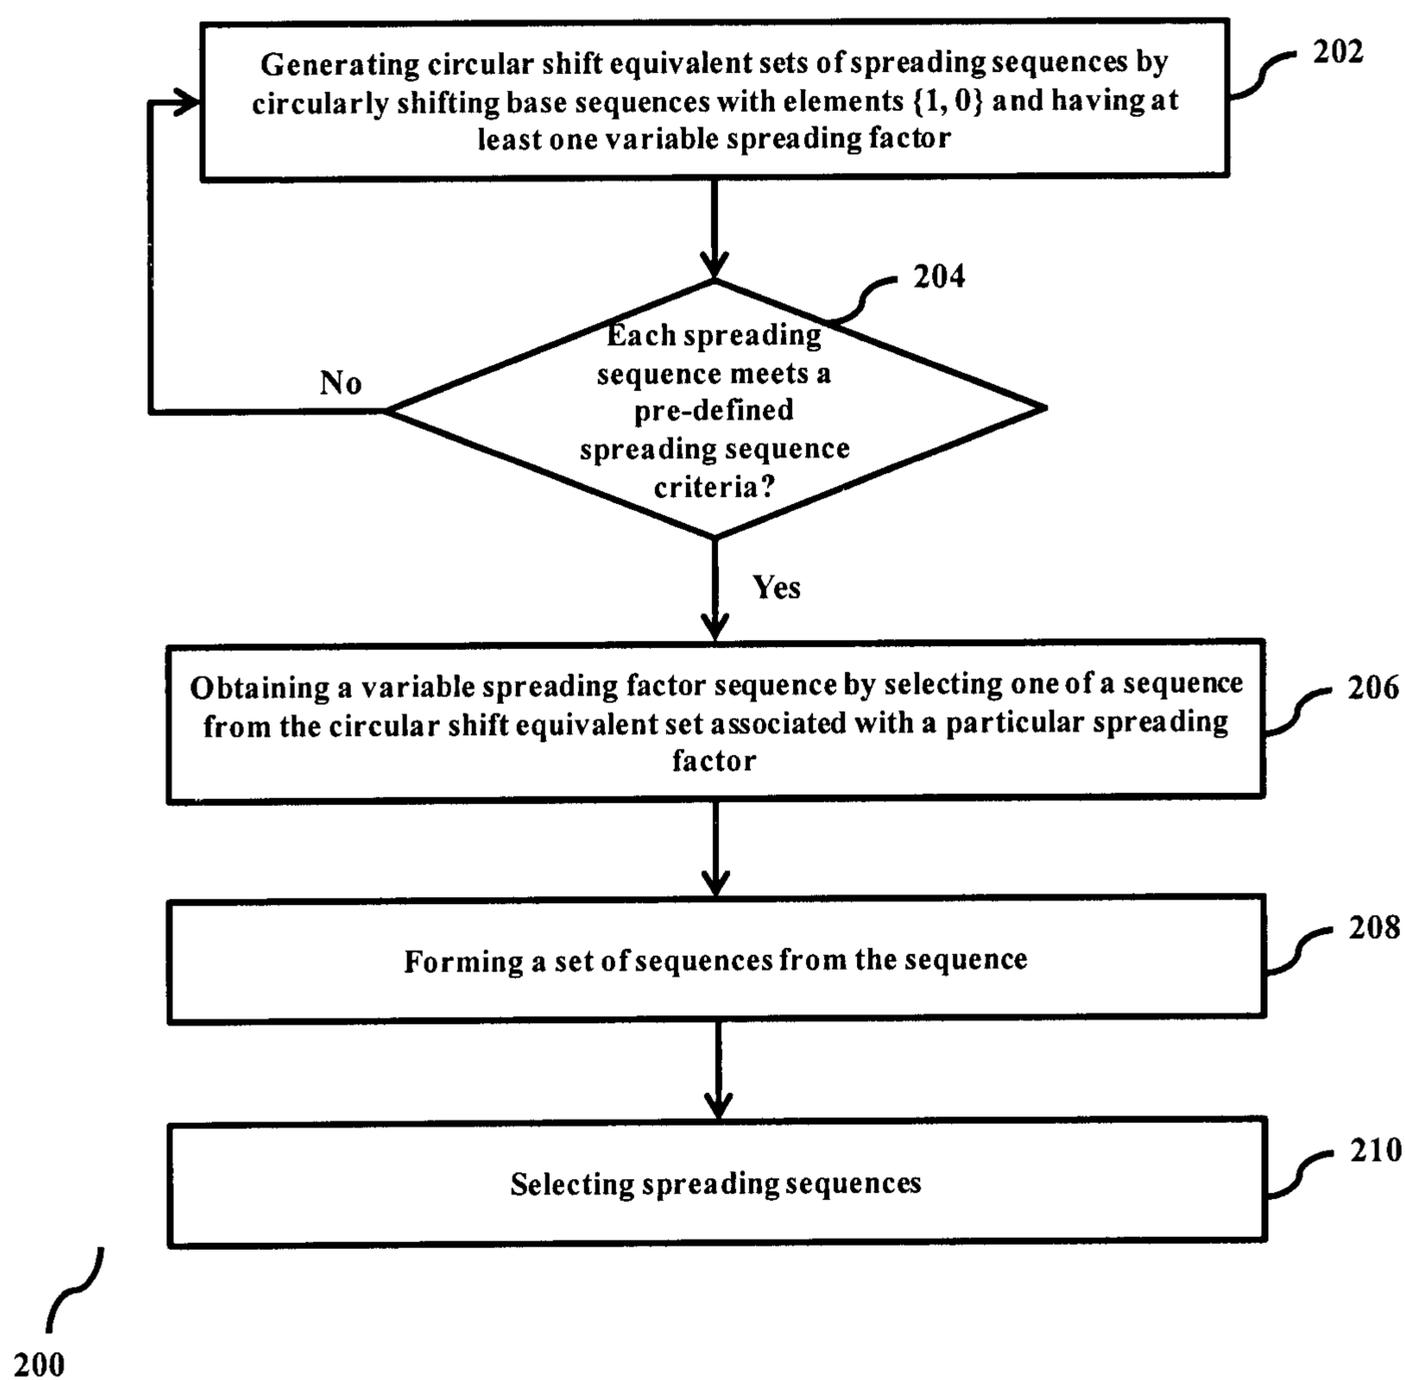 Generating circular shift equivalent sets of spreading sequences by
circularly shifting base sequences with elements {1, 0} and having at
least one variable spreading factor
202
204
Each spreading
sequence meets a
pre-defined
spreading sequence
criteria?
No
Yes
Obtaining a variable spreading factor sequence by selecting one of a sequence
from the circular shift equivalent set associated with a particular spreading
factor
206
Forming a set of sequences from the sequence
208
Selecting spreading sequences
210
200